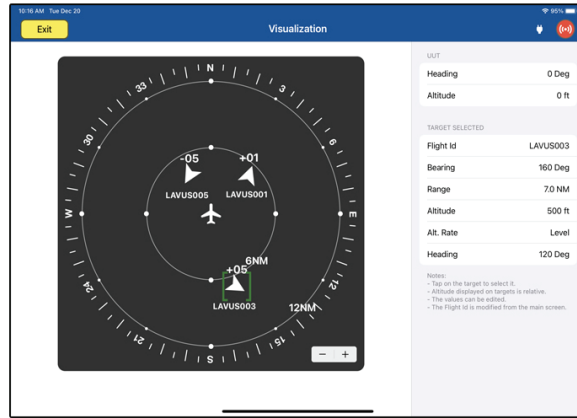 10:16 AM Tue Dec 20
95%
Exit
Visualization
N
3
6
E
12
15
S
21
24
W
30
33
-05
+01
LAVUS005
LAVUS001
6NM
+05
LAVUS003
12NM
− +
UUT
Heading 0 Deg
Altitude 0 ft
TARGET SELECTED
Flight Id LAVUS003
Bearing 160 Deg
Range 7.0 NM
Altitude 500 ft
Alt. Rate Level
Heading 120 Deg
Notes:
- Tap on the target to select it.
- Altitude displayed on targets is relative.
- The values can be edited.
- The Flight Id is modified from the main screen.